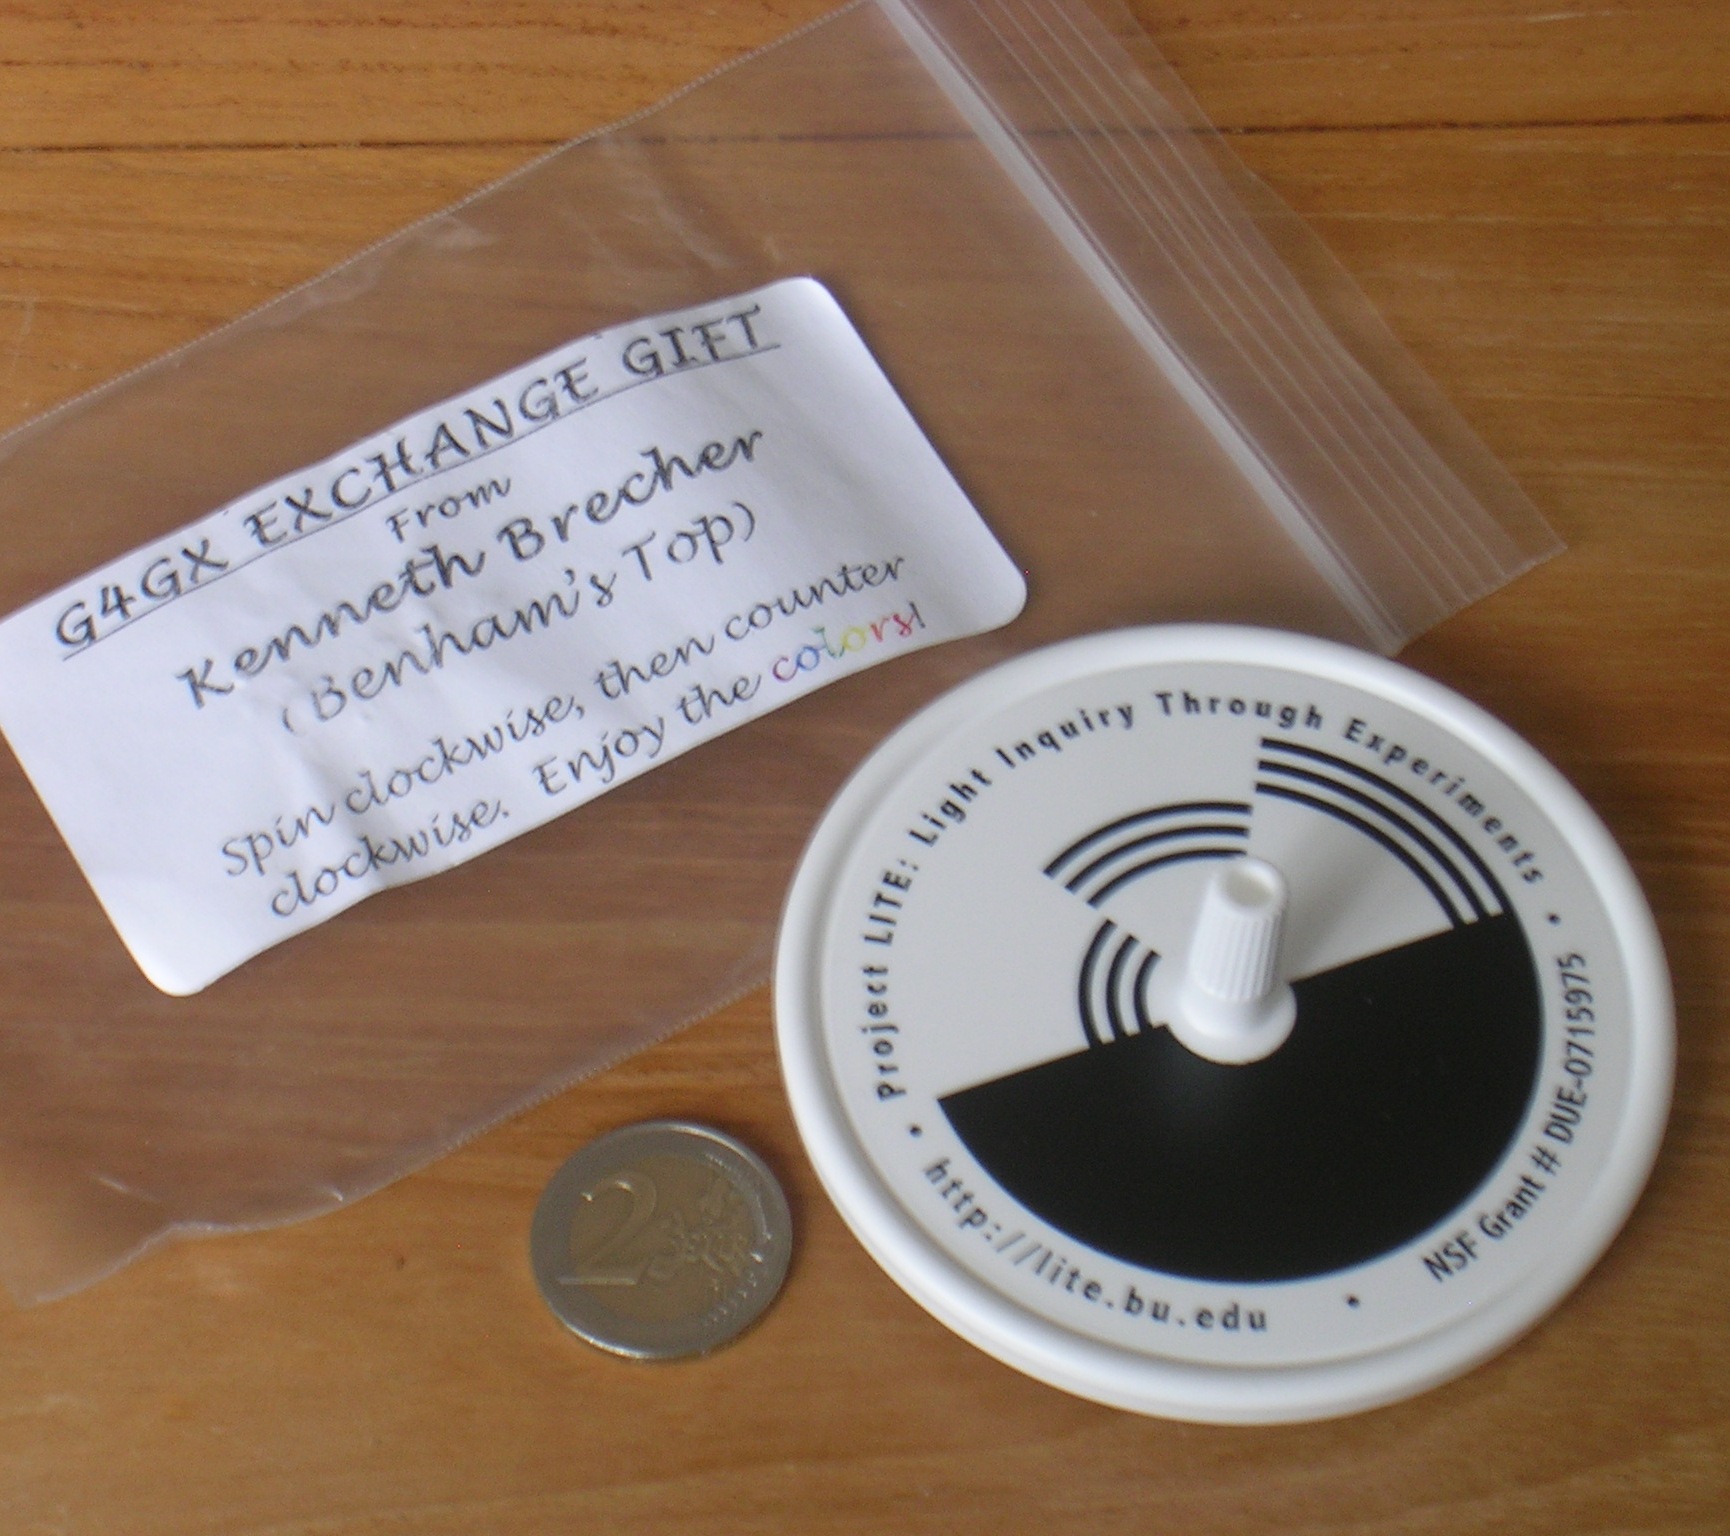 G4GX EXCHANGE GIFT
From
Kenneth Brecher
(Benham's Top)
Spin clockwise, then counter
clockwise. Enjoy the colors!
Project LITE: Light Inquiry Through Experiments
•
NSF Grant # DUE-0715975
•
http://lite.bu.edu
•
2